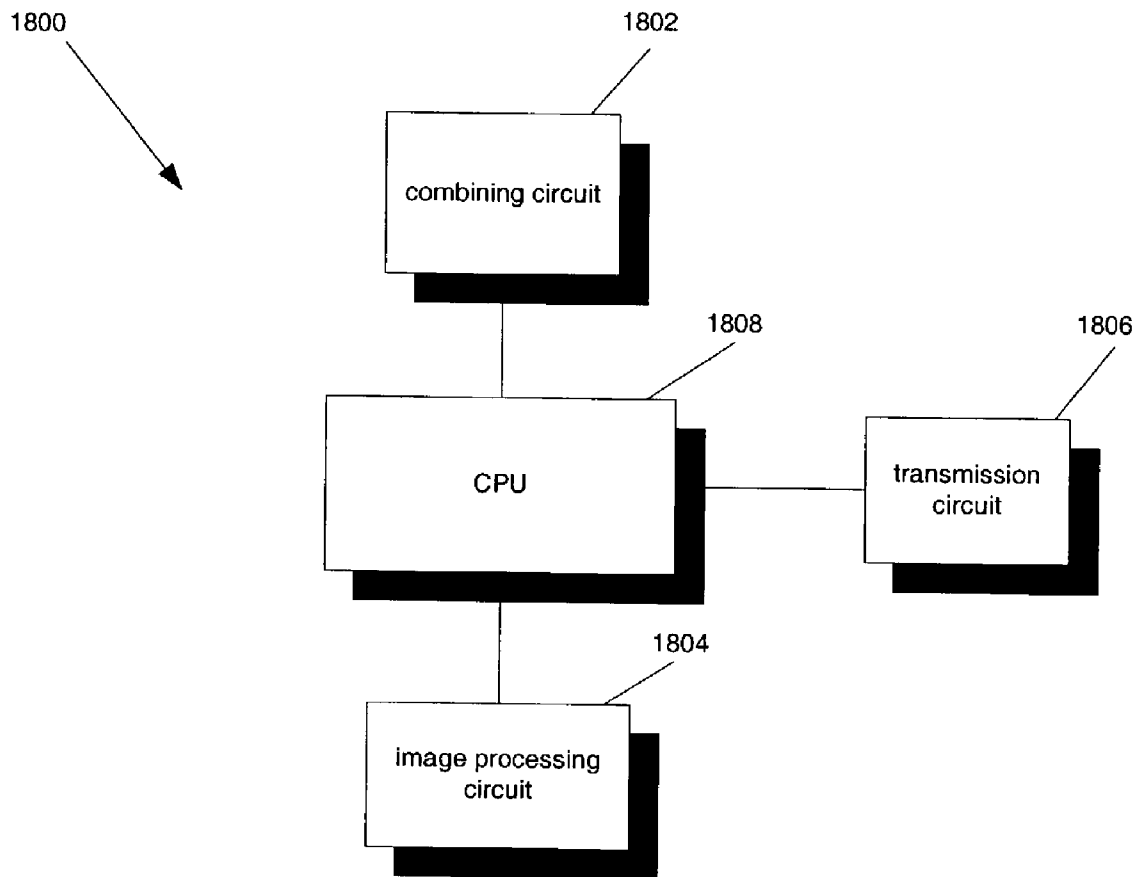 1800
1802
combining circuit
1808
1806
CPU
transmission
circuit
1804
image processing
circuit